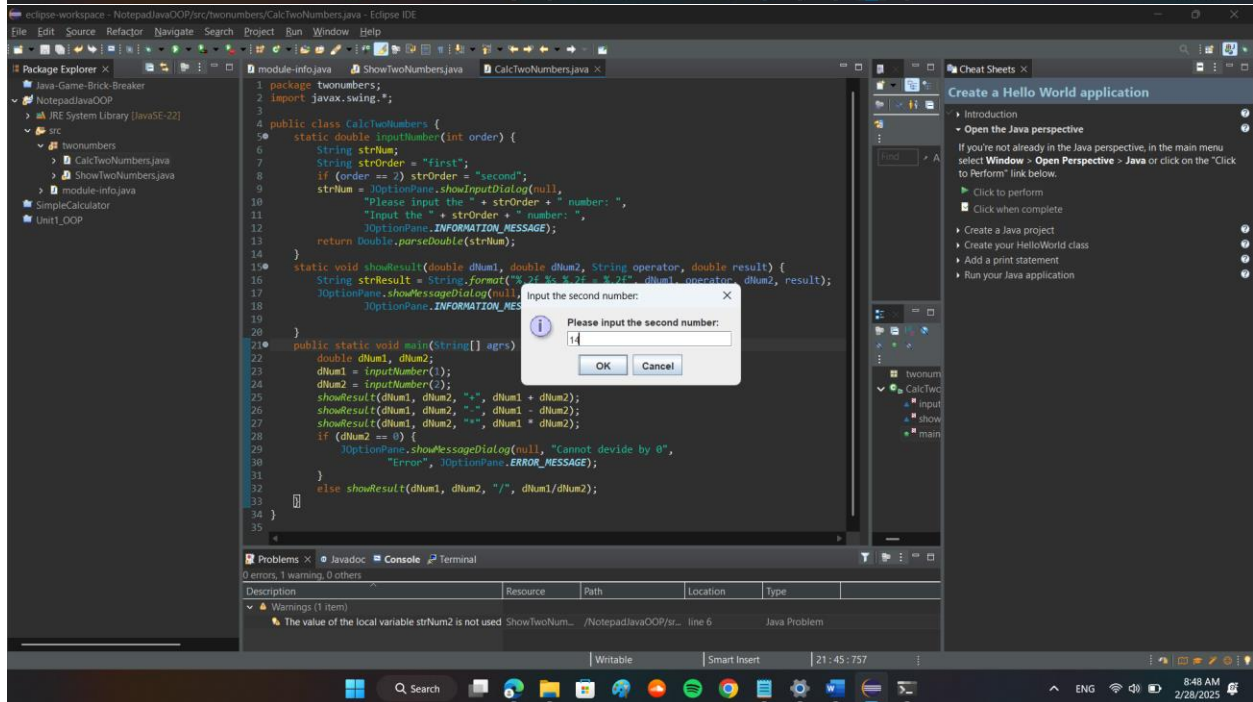 eclipse-workspace - NotepadJavaOOP/src/twonumbers/CalcTwoNumbers.java - Eclipse IDE
File Edit Source Refactor Navigate Search Project Run Window Help
Package Explorer
Java-Game-Brick-Breaker
NotepadJavaOOP
JRE System Library [JavaSE-22]
src
twonumbers
CalcTwoNumbers.java
ShowTwoNumbers.java
module-info.java
SimpleCalculator
Unit1_OOP
module-info.java ShowTwoNumbers.java CalcTwoNumbers.java
1 package twonumbers;
2 import javax.swing.*;
3
4 public class CalcTwoNumbers {
5 static double inputNumber(int order) {
6 String strNum;
7 String strOrder = "first";
8 if (order == 2) strOrder = "second";
9 strNum = JOptionPane.showInputDialog(null,
10 "Please input the " + strOrder + " number: ",
11 "Input the " + strOrder + " number: ",
12 JOptionPane.INFORMATION_MESSAGE);
13 return Double.parseDouble(strNum);
14 }
15 static void showResult(double dNum1, double dNum2, String operator, double result) {
16 String strResult = String.format("%.2f %s %.2f = %.2f", dNum1, operator, dNum2, result);
17 JOptionPane.showMessageDialog(null,
18 JOptionPane.INFORMATION_MES
19
20 }
21 public static void main(String[] agrs)
22 double dNum1, dNum2;
23 dNum1 = inputNumber(1);
24 dNum2 = inputNumber(2);
25 showResult(dNum1, dNum2, "+", dNum1 + dNum2);
26 showResult(dNum1, dNum2, "-", dNum1 - dNum2);
27 showResult(dNum1, dNum2, "*", dNum1 * dNum2);
28 if (dNum2 == 0) {
29 JOptionPane.showMessageDialog(null, "Cannot devide by 0",
30 "Error", JOptionPane.ERROR_MESSAGE);
31 }
32 else showResult(dNum1, dNum2, "/", dNum1/dNum2);
33 }
34 }
35
Input the second number:
Please input the second number:
14
OK Cancel
Find A
twonum
CalcTwo
input
show
main
Cheat Sheets
Create a Hello World application
Introduction
Open the Java perspective
If you're not already in the Java perspective, in the main menu
select Window > Open Perspective > Java or click on the "Click
to Perform" link below.
Click to perform
Click when complete
Create a Java project
Create your HelloWorld class
Add a print statement
Run your Java application
Problems Javadoc Console Terminal
0 errors, 1 warning, 0 others
Description Resource Path Location Type
Warnings (1 item)
The value of the local variable strNum2 is not used ShowTwoNum... /NotepadJavaOOP/sr... line 6 Java Problem
Writable Smart Insert 21 : 45 : 757
Search
ENG
8:48 AM
2/28/2025